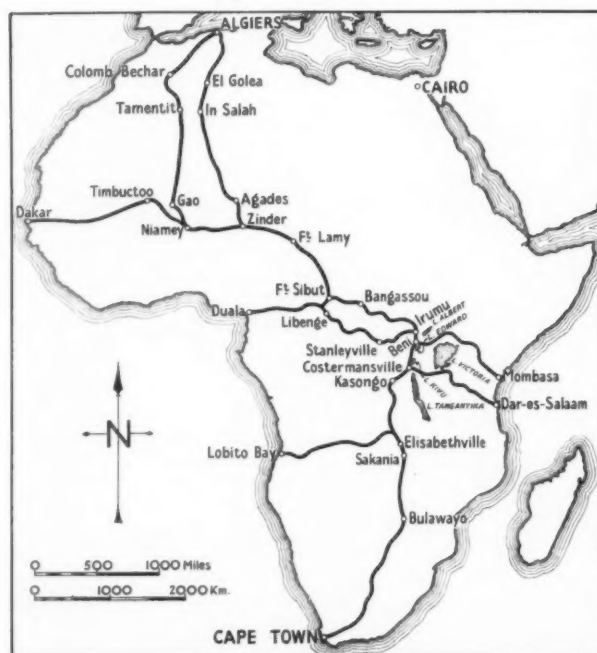 ALGIERS
Colomb Bechar
El Golea
CAIRO
Tamentit
In Salah
Timbuctoo
Gao
Agades
Dakar
Niamey
Zinder
Ft. Lamy
Ft. Sibut
Bangassou
Irumu
L. ALBERT
L. EDWARD
Duala
Libenge
Stanleyville
Beni
L. VICTORIA
Costermansville
Mombasa
Kasongo
L. KIVU
L. TANGANYIKA
Dar-es-Salaam
N
Elisabethville
Lobito Bay
Sakania
Bulawayo
0 500 1000 Miles
0 1000 2000 Km.
CAPE TOWN